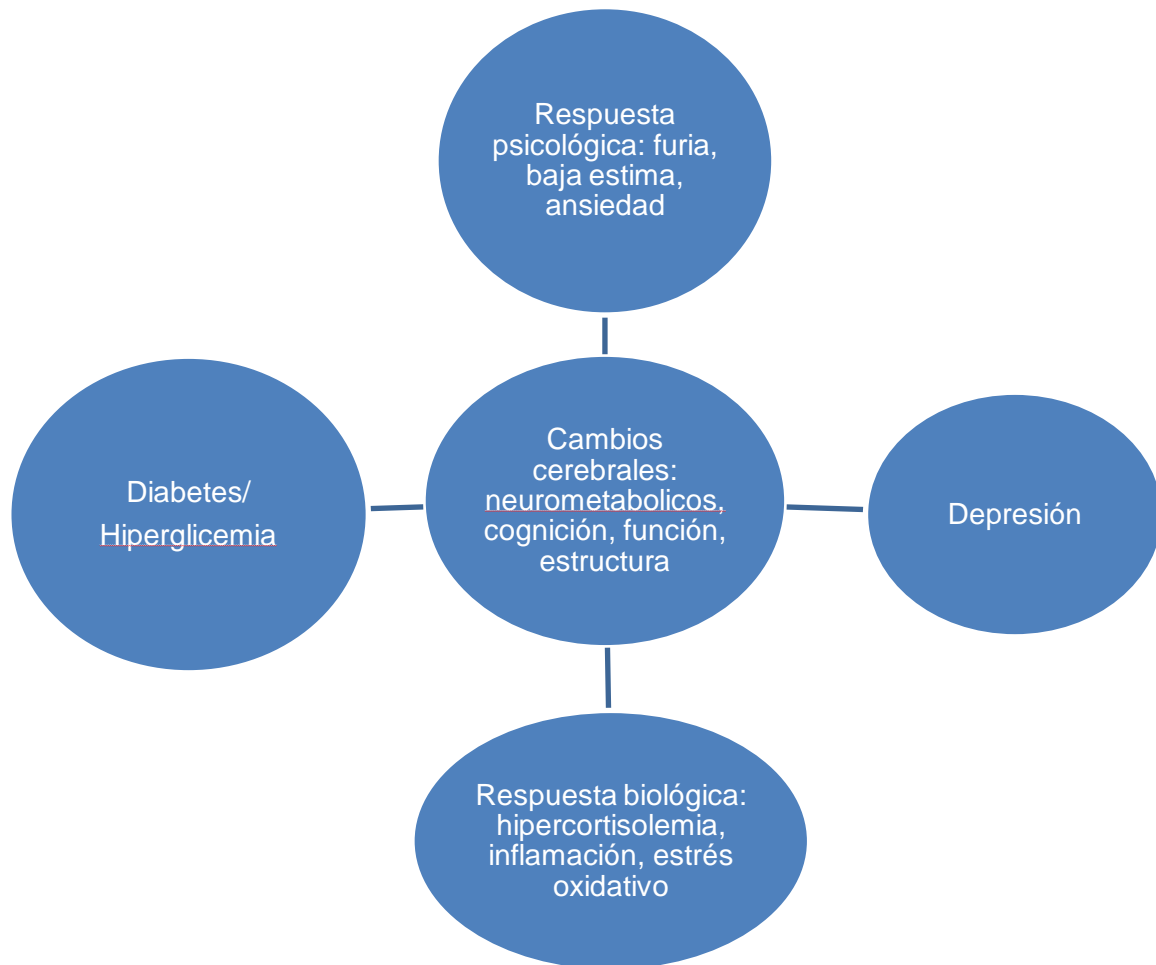 Respuesta
psicológica: furia,
baja estima,
ansiedad
Diabetes/
Hiperglicemia
Cambios
cerebrales:
neurometabolicos,
cognición, función,
estructura
Depresión
Respuesta biológica:
hipercortisolemia,
inflamación, estrés
oxidativo